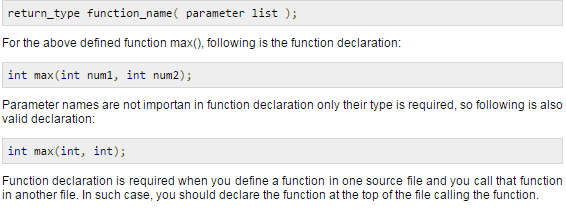 return_type function_name( parameter list );
For the above defined function max(), following is the function declaration:
int max(int num1, int num2);
Parameter names are not importan in function declaration only their type is required, so following is also
valid declaration:
int max(int, int);
Function declaration is required when you define a function in one source file and you call that function
in another file. In such case, you should declare the function at the top of the file calling the function.